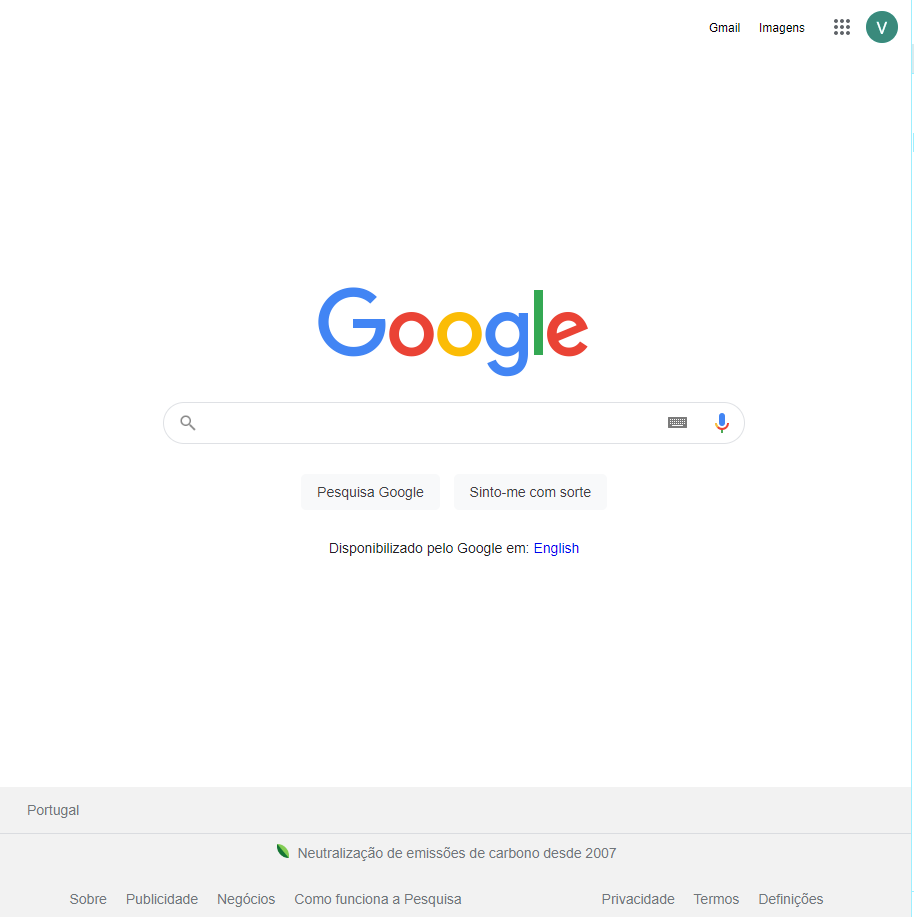 Gmail Imagens V
Google
Pesquisa Google Sinto-me com sorte
Disponibilizado pelo Google em: English
Portugal
Neutralização de emissões de carbono desde 2007
Sobre Publicidade Negócios Como funciona a Pesquisa Privacidade Termos Definições